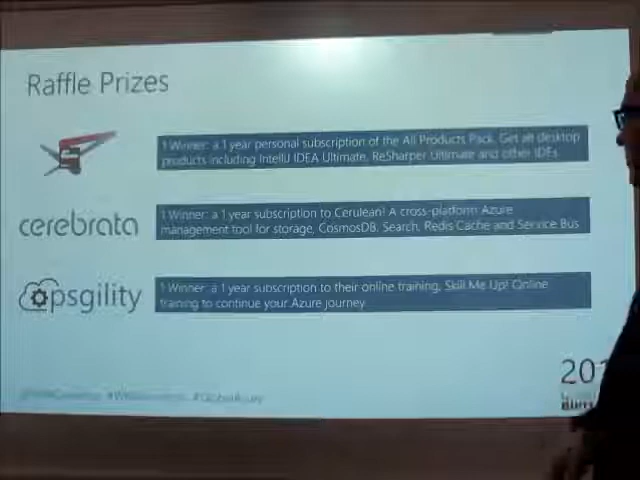 Raffle Prizes
1 Winner: a 1 year personal subscription of the All Products Pack. Get all desktop
products including IntelliJ IDEA Ultimate, ReSharper Ultimate and other IDEs
cerebrata
1 Winner: a 1 year subscription to Cerulean! A cross-platform Azure
management tool for storage, CosmosDB, Search, Redis Cache and Service Bus
opsgility
1 Winner: a 1 year subscription to their online training, Skill Me Up! Online
training to continue your Azure journey
201